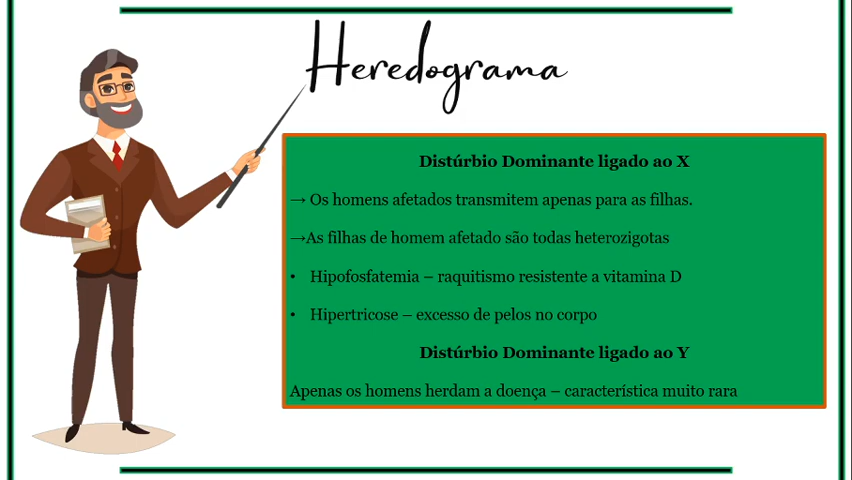 Heredograma
Distúrbio Dominante ligado ao X
→ Os homens afetados transmitem apenas para as filhas.
→As filhas de homem afetado são todas heterozigotas
• Hipofosfatemia – raquitismo resistente a vitamina D
• Hipertricose – excesso de pelos no corpo
Distúrbio Dominante ligado ao Y
Apenas os homens herdam a doença – característica muito rara